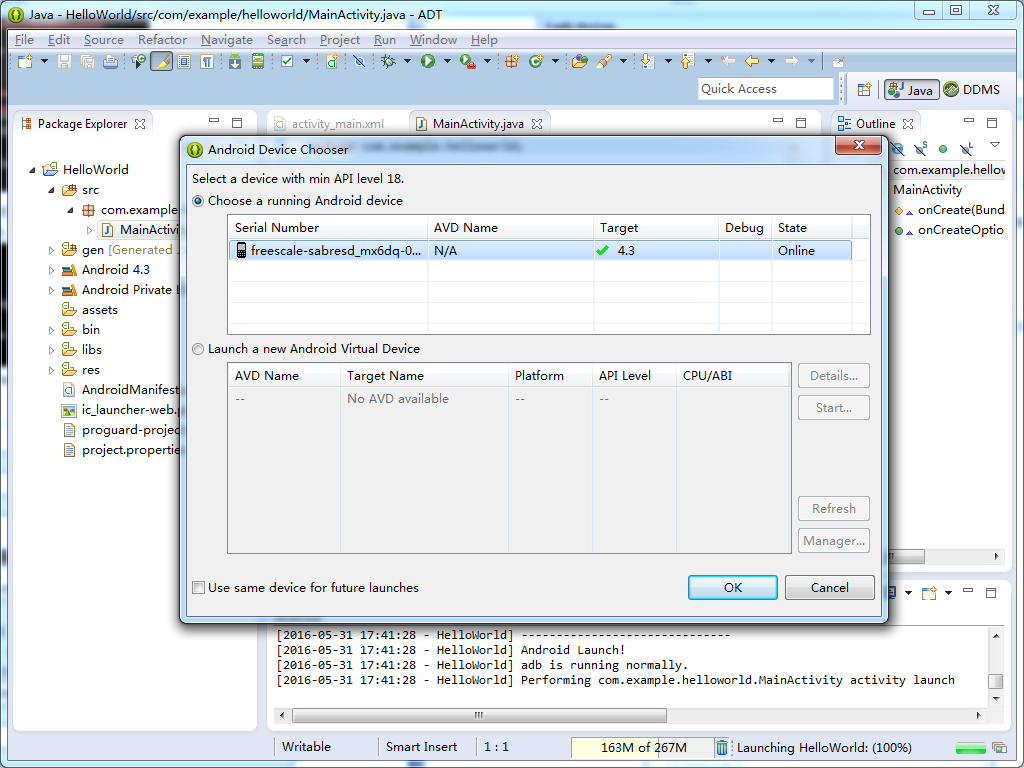 Java - HelloWorld/src/com/example/helloworld/MainActivity.java - ADT
File Edit Source Refactor Navigate Search Project Run Window Help
Quick Access
Java
DDMS
Package Explorer
activity_main.xml
MainActivity.java
Outline
Android Device Chooser
com.example.helloworld;
Select a device with min API level 18.
Choose a running Android device
Serial Number AVD Name Target Debug State
freescale-sabresd_mx6dq-0... N/A 4.3 Online
Launch a new Android Virtual Device
AVD Name Target Name Platform API Level CPU/ABI
-- No AVD available -- --
Details...
Start...
Refresh
Manager...
Use same device for future launches
OK
Cancel
HelloWorld
src
com.example
MainActivi
gen [Generated
Android 4.3
Android Private L
assets
bin
libs
res
AndroidManifest
ic_launcher-web.p
proguard-projec
project.propertie
com.example.hellow
MainActivity
onCreate(Bund
onCreateOptio
[2016-05-31 17:41:28 - HelloWorld] ------------------------------
[2016-05-31 17:41:28 - HelloWorld] Android Launch!
[2016-05-31 17:41:28 - HelloWorld] adb is running normally.
[2016-05-31 17:41:28 - HelloWorld] Performing com.example.helloworld.MainActivity activity launch
Writable
Smart Insert
1 : 1
163M of 267M
Launching HelloWorld: (100%)